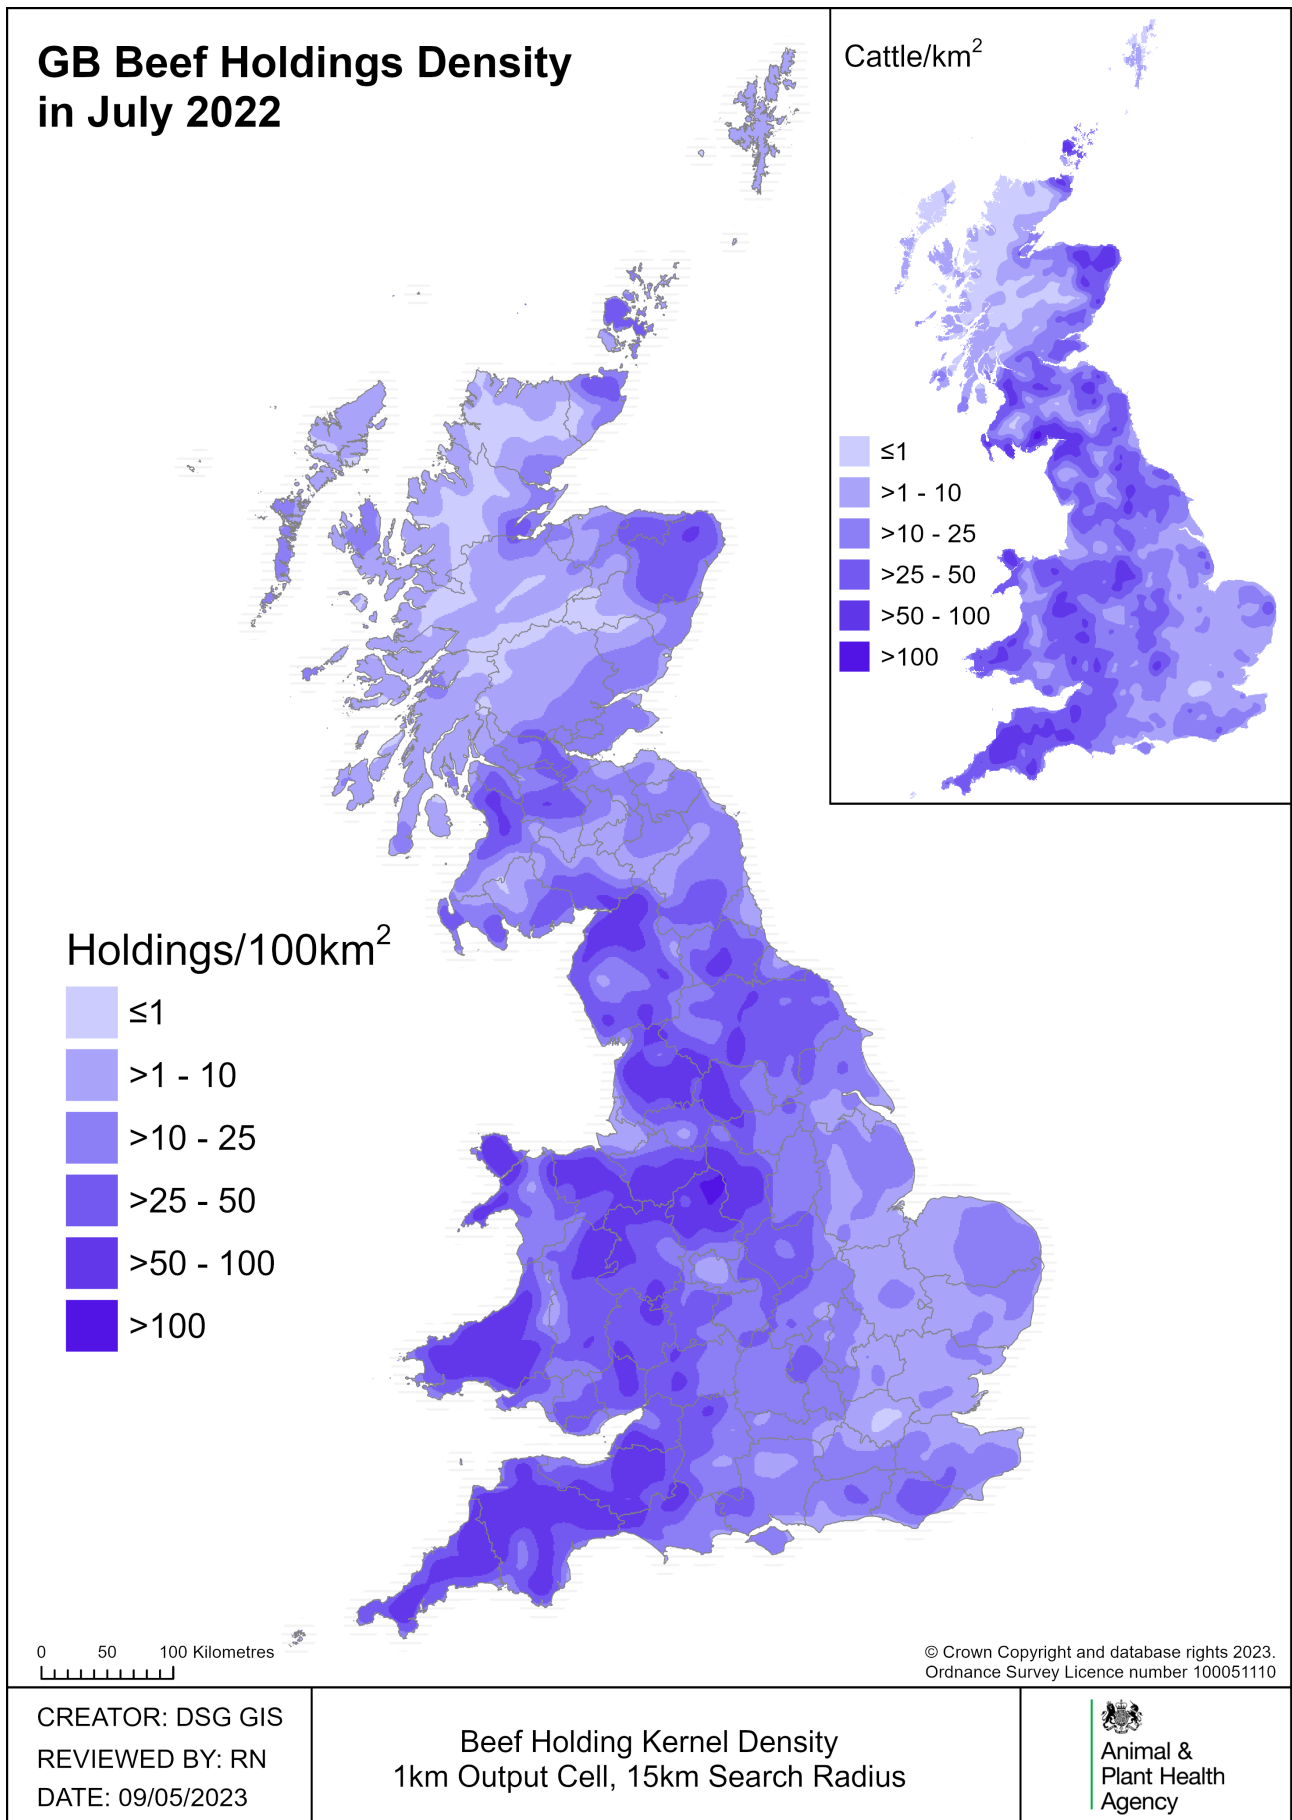 GB Beef Holdings Density
in July 2022
Cattle/km2
≤1
>1 - 10
>10 - 25
>25 - 50
>50 - 100
>100
Holdings/100km2
≤1
>1 - 10
>10 - 25
>25 - 50
>50 - 100
>100
0 50 100 Kilometres
© Crown Copyright and database rights 2023.
Ordnance Survey Licence number 100051110
CREATOR: DSG GIS
REVIEWED BY: RN
DATE: 09/05/2023
Beef Holding Kernel Density
1km Output Cell, 15km Search Radius
Animal &
Plant Health
Agency